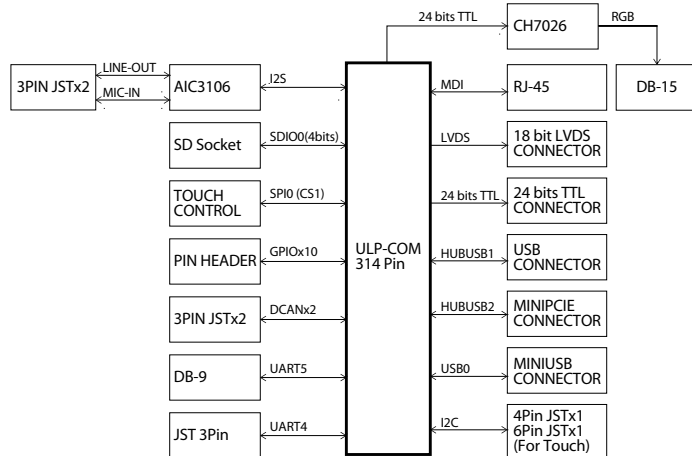 24 bits TTL
CH7026
RGB
3PIN JSTx2
LINE-OUT
MIC-IN
AIC3106
I2S
MDI
RJ-45
DB-15
SD Socket
SDIO0(4bits)
LVDS
18 bit LVDS
CONNECTOR
TOUCH
CONTROL
SPI0 (CS1)
24 bits TTL
24 bits TTL
CONNECTOR
PIN HEADER
GPIOx10
ULP-COM
314 Pin
HUBUSB1
USB
CONNECTOR
3PIN JSTx2
DCANx2
HUBUSB2
MINIPCIE
CONNECTOR
DB-9
UART5
USB0
MINIUSB
CONNECTOR
JST 3Pin
UART4
I2C
4Pin JSTx1
6Pin JSTx1
(For Touch)